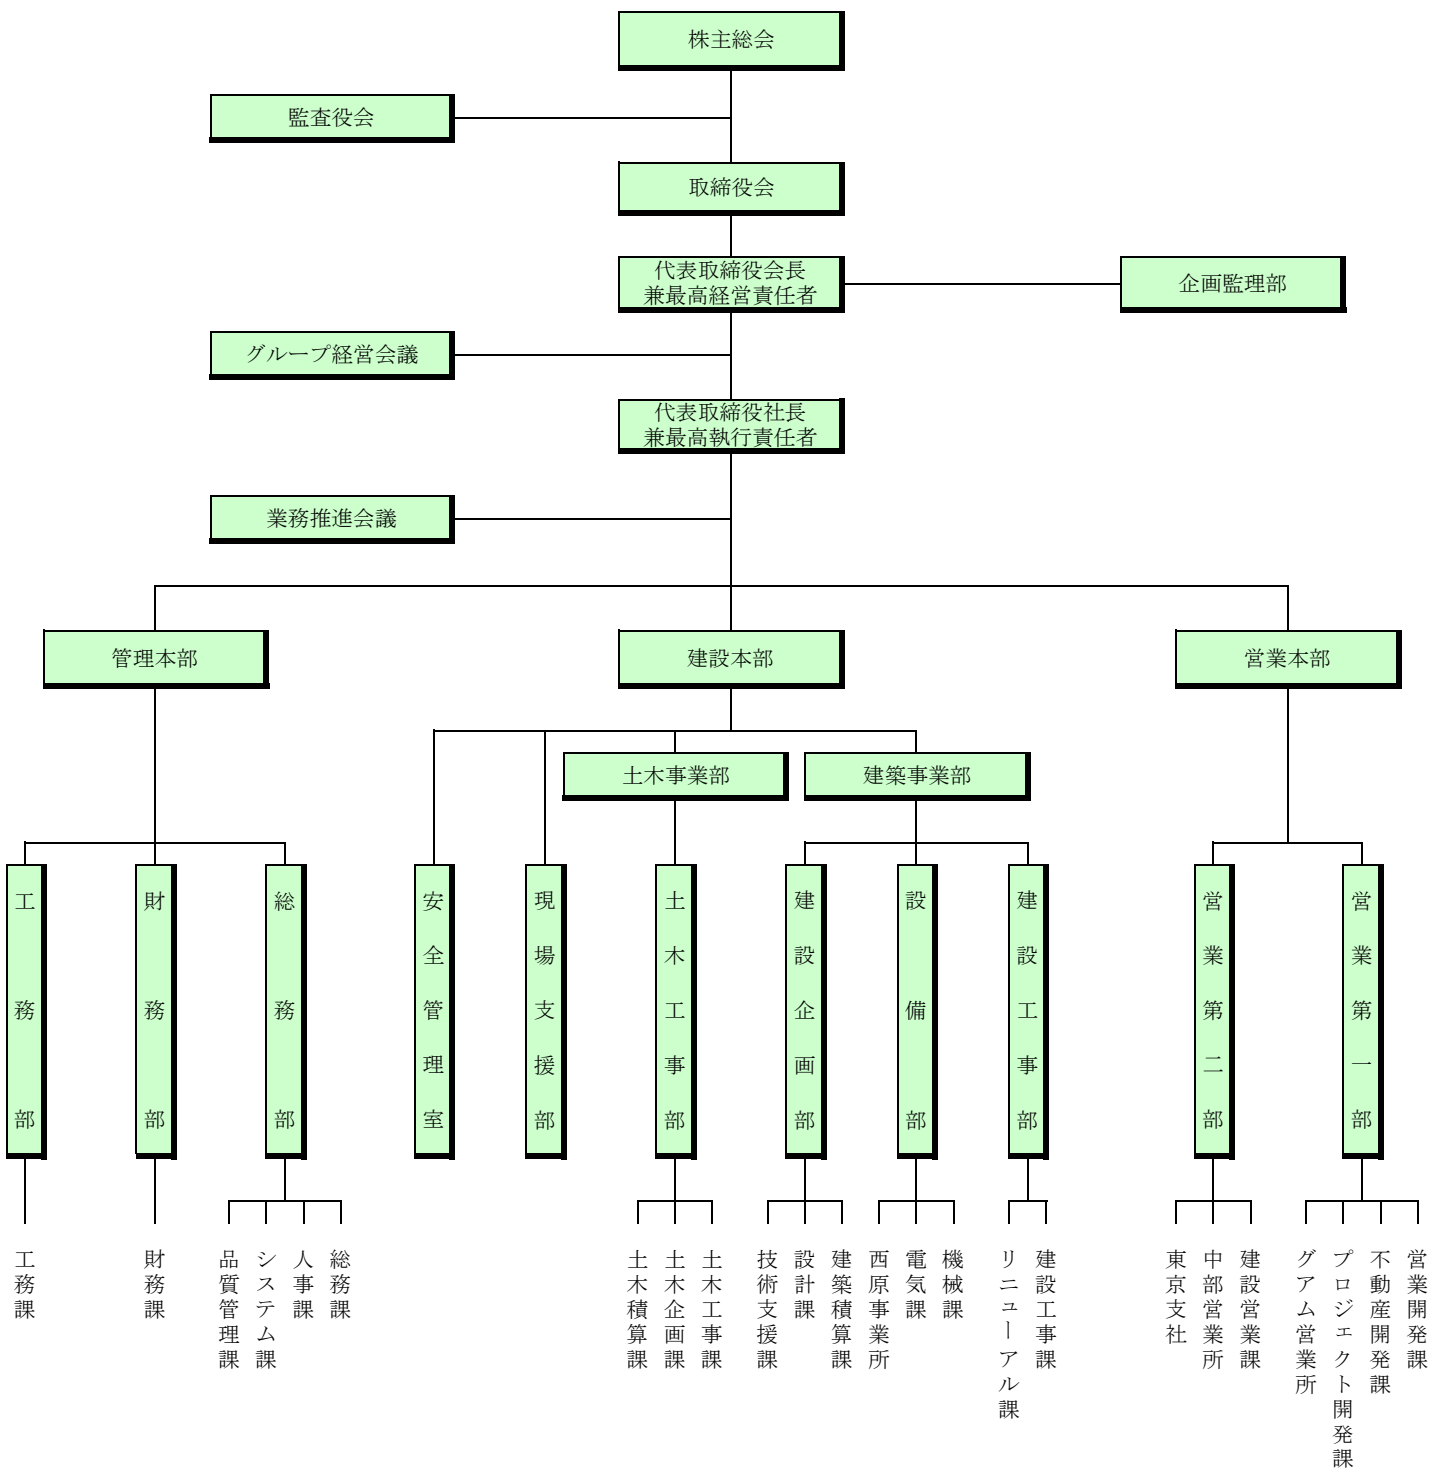 株主総会
監査役会
取締役会
代表取締役会長
兼最高経営責任者
企画監理部
グループ経営会議
代表取締役社長
兼最高執行責任者
業務推進会議
管理本部
建設本部
営業本部
土木事業部
建築事業部
工務部
財務部
総務部
安全管理室
現場支援部
土木工事部
建設企画部
設備部
建設工事部
営業第二部
営業第一部
工務課
財務課
品質管理課
システム課
人事課
総務課
土木積算課
土木企画課
土木工事課
技術支援課
設計課
建築積算課
西原事業所
電気課
機械課
リニューアル課
建設工事課
東京支社
中部営業所
建設営業課
グアム営業所
プロジェクト開発課
不動産開発課
営業開発課